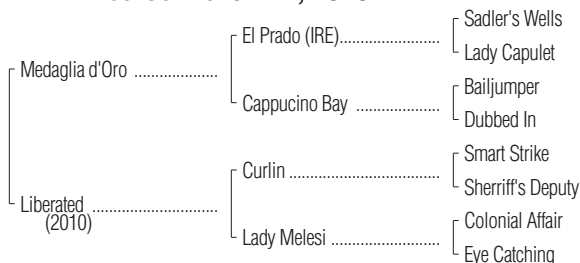 Sadler's Wells
El Prado (IRE)
Lady Capulet
Medaglia d'Oro
Bailjumper
Cappucino Bay
Dubbed In
Smart Strike
Curlin
Sherriff's Deputy
Liberated
(2010)
Colonial Affair
Lady Melesi
Eye Catching